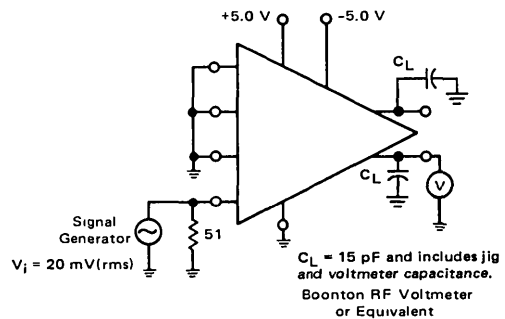 +5.0 V
-5.0 V
CL
CL
V
Signal
Generator
51
Vi = 20 mV(rms)
CL = 15 pF and includes jig
and voltmeter capacitance.
Boonton RF Voltmeter
or Equivalent